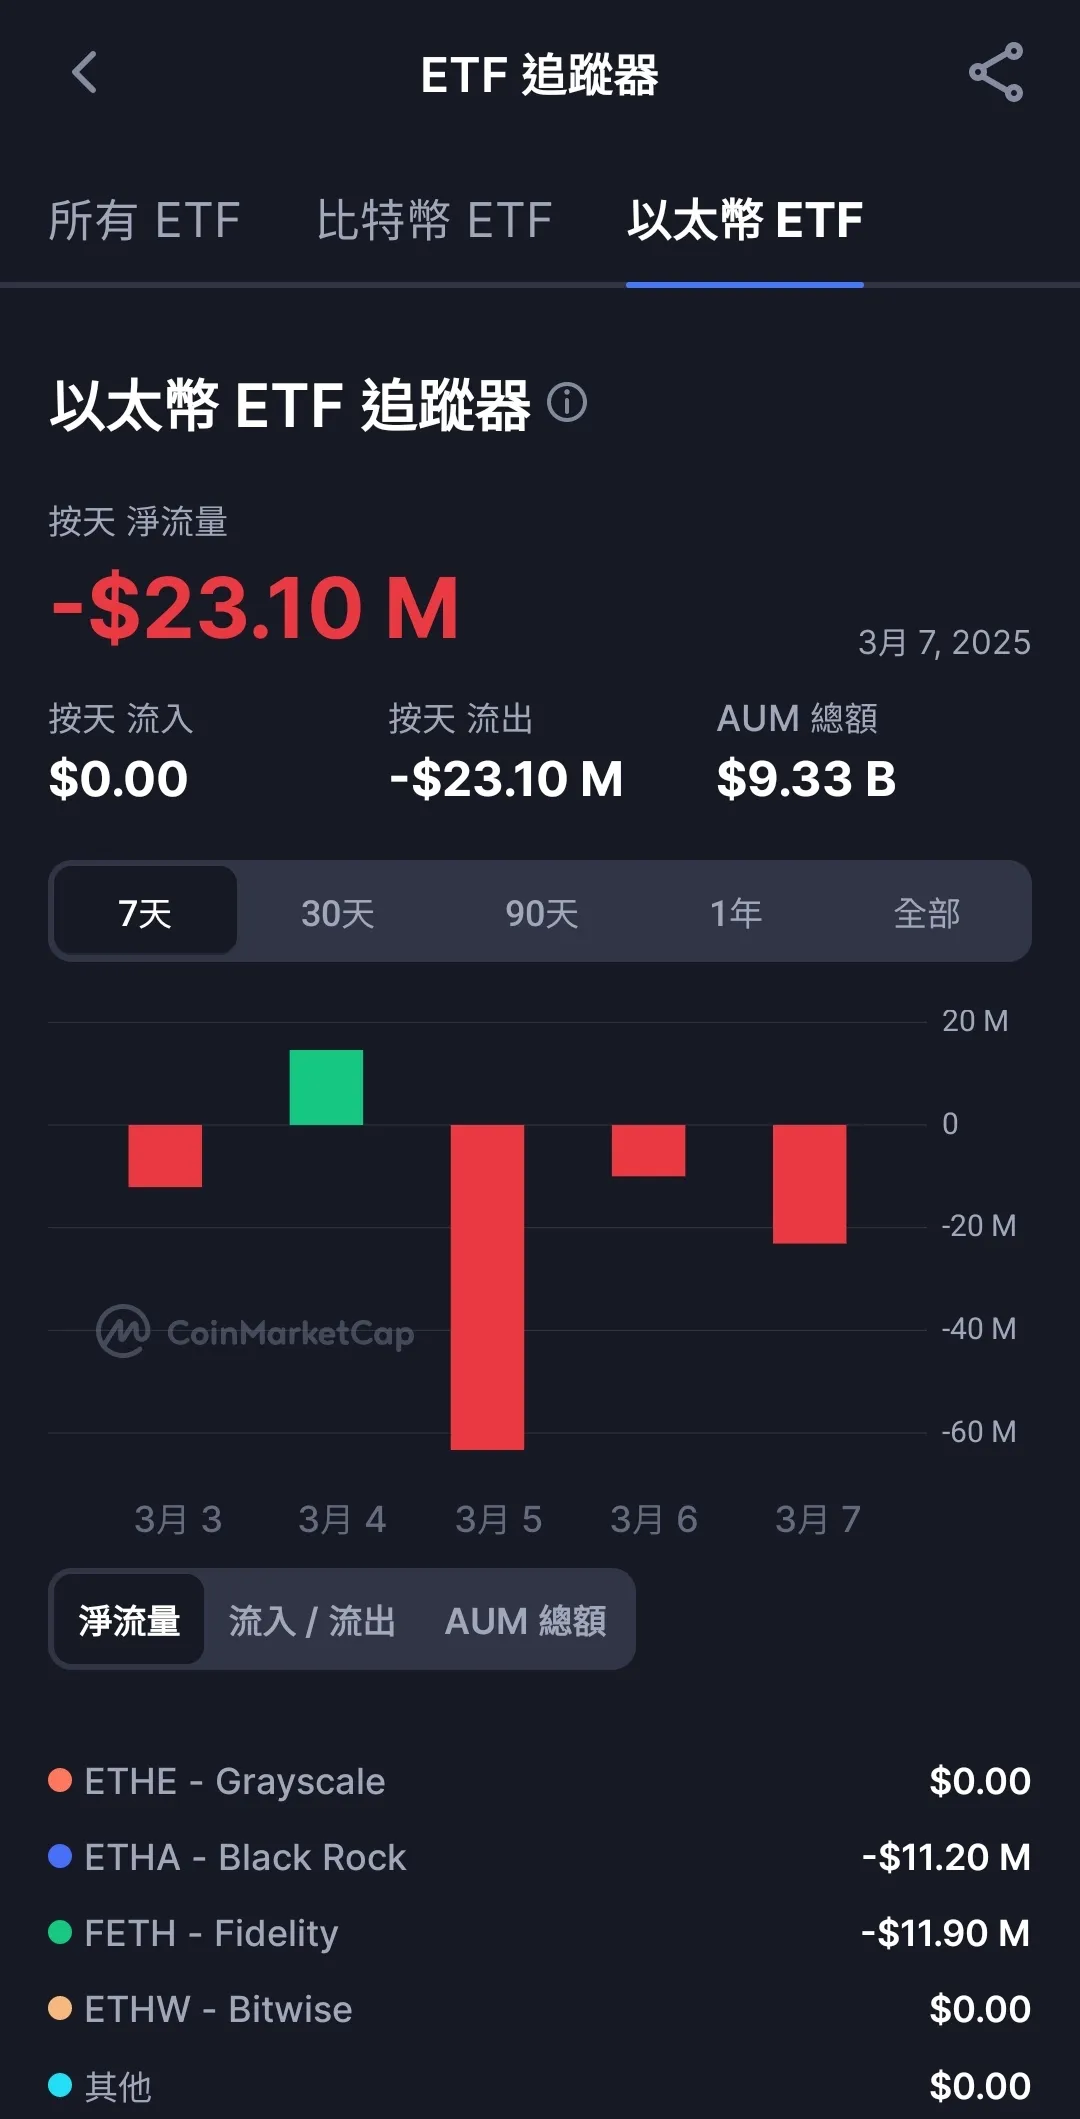 ETF 追蹤器
所有 ETF 比特幣 ETF 以太幣 ETF
以太幣 ETF 追蹤器
按天 淨流量
-$23.10 M
3月 7, 2025
按天 流入 按天 流出 AUM 總額
$0.00 -$23.10 M $9.33 B
7天 30天 90天 1年 全部
20 M
0
-20 M
CoinMarketCap
-40 M
-60 M
3月 3 3月 4 3月 5 3月 6 3月 7
淨流量 流入 / 流出 AUM 總額
ETHE - Grayscale $0.00
ETHA - Black Rock -$11.20 M
FETH - Fidelity -$11.90 M
ETHW - Bitwise $0.00
其他 $0.00